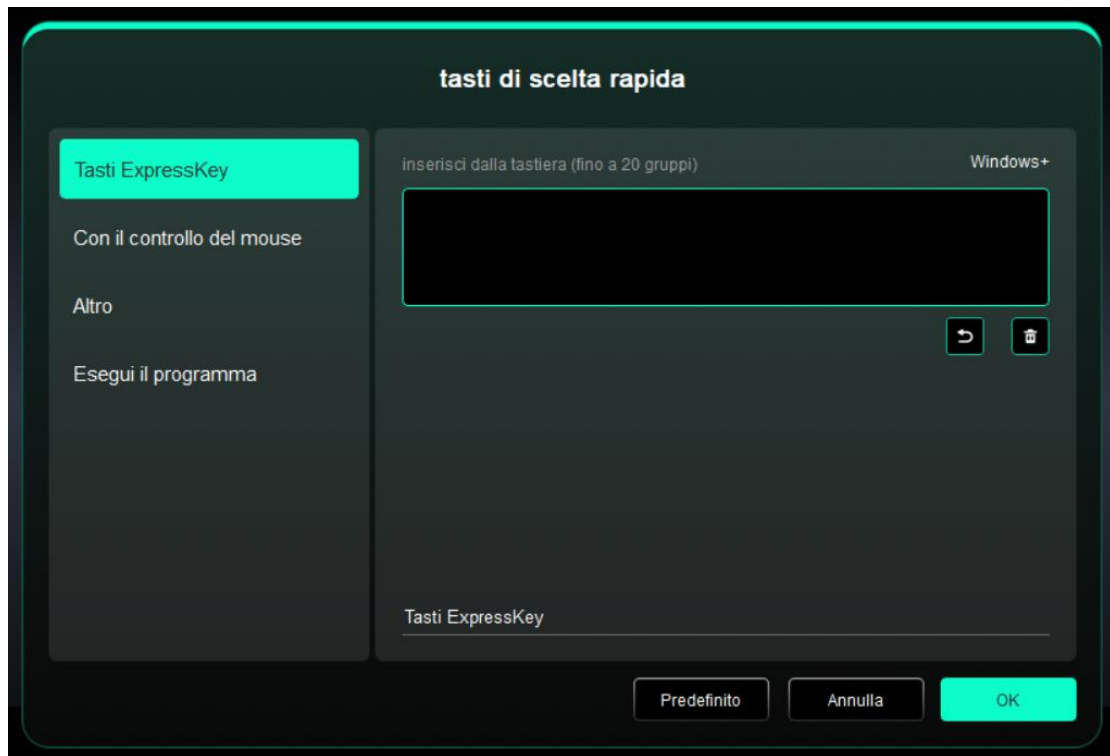 tasti di scelta rapida
Tasti ExpressKey
Con il controllo del mouse
Altro
Esegui il programma
inserisci dalla tastiera (fino a 20 gruppi)
Windows+
Tasti ExpressKey
Predefinito
Annulla
OK